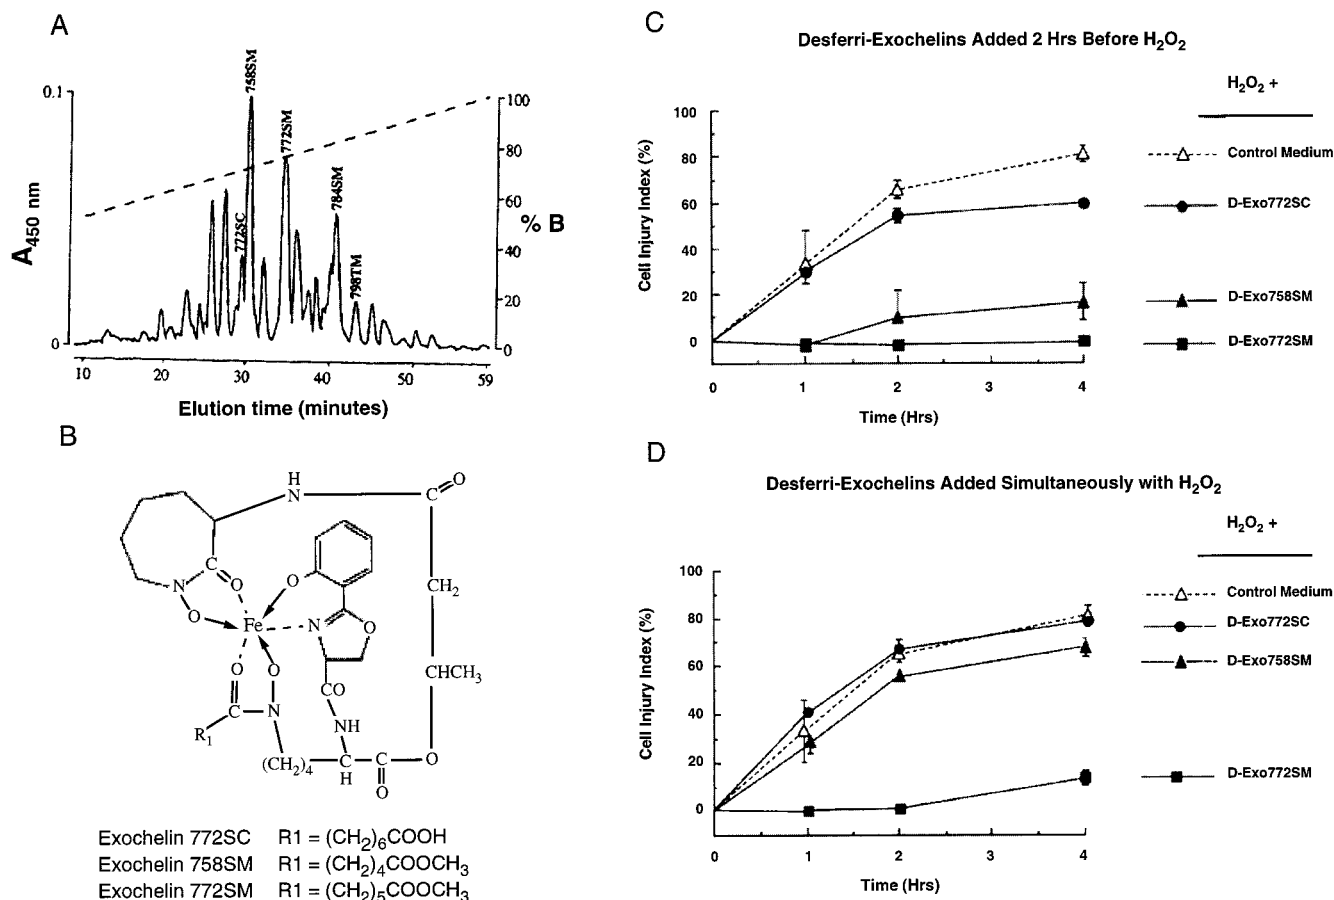 A
0.1
0
A450 nm
758SM
772SM
784SM
772SC
798TM
100
80
60
40
20
0
% B
10 20 30 40 50 59
Elution time (minutes)
B
H
N
C
O
N
C
O
O
O
Fe
N
O
CH2
CHCH3
O
O
CO
C
N
R1
NH
(CH2)4
C
O
H
O
Exochelin 772SC R1 = (CH2)6COOH
Exochelin 758SM R1 = (CH2)4COOCH3
Exochelin 772SM R1 = (CH2)5COOCH3
C
Desferri-Exochelins Added 2 Hrs Before H2O2
H2O2 +
Cell Injury Index (%)
100
80
60
40
20
0
0 1 2 3 4
Time (Hrs)
Control Medium
D-Exo772SC
D-Exo758SM
D-Exo772SM
D
Desferri-Exochelins Added Simultaneously with H2O2
H2O2 +
Cell Injury Index (%)
100
80
60
40
20
0
0 1 2 3 4
Time (Hrs)
Control Medium
D-Exo772SC
D-Exo758SM
D-Exo772SM